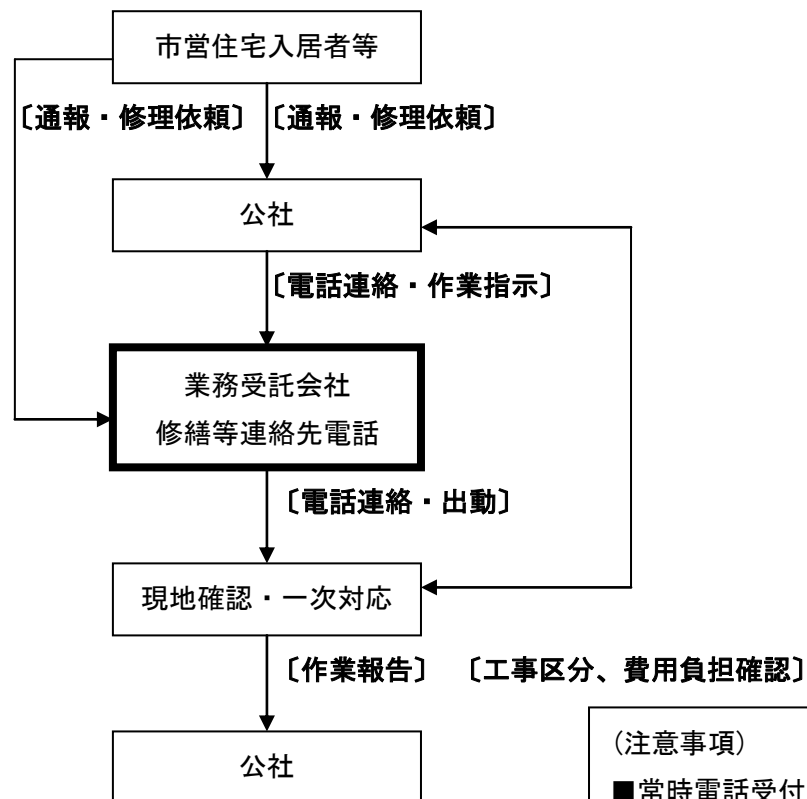 市営住宅入居者等
〔通報・修理依頼〕 〔通報・修理依頼〕
公社
〔電話連絡・作業指示〕
業務受託会社
修繕等連絡先電話
〔電話連絡・出動〕
現地確認・一次対応
〔作業報告〕 〔工事区分、費用負担確認〕
公社
(注意事項)
■常時電話受付